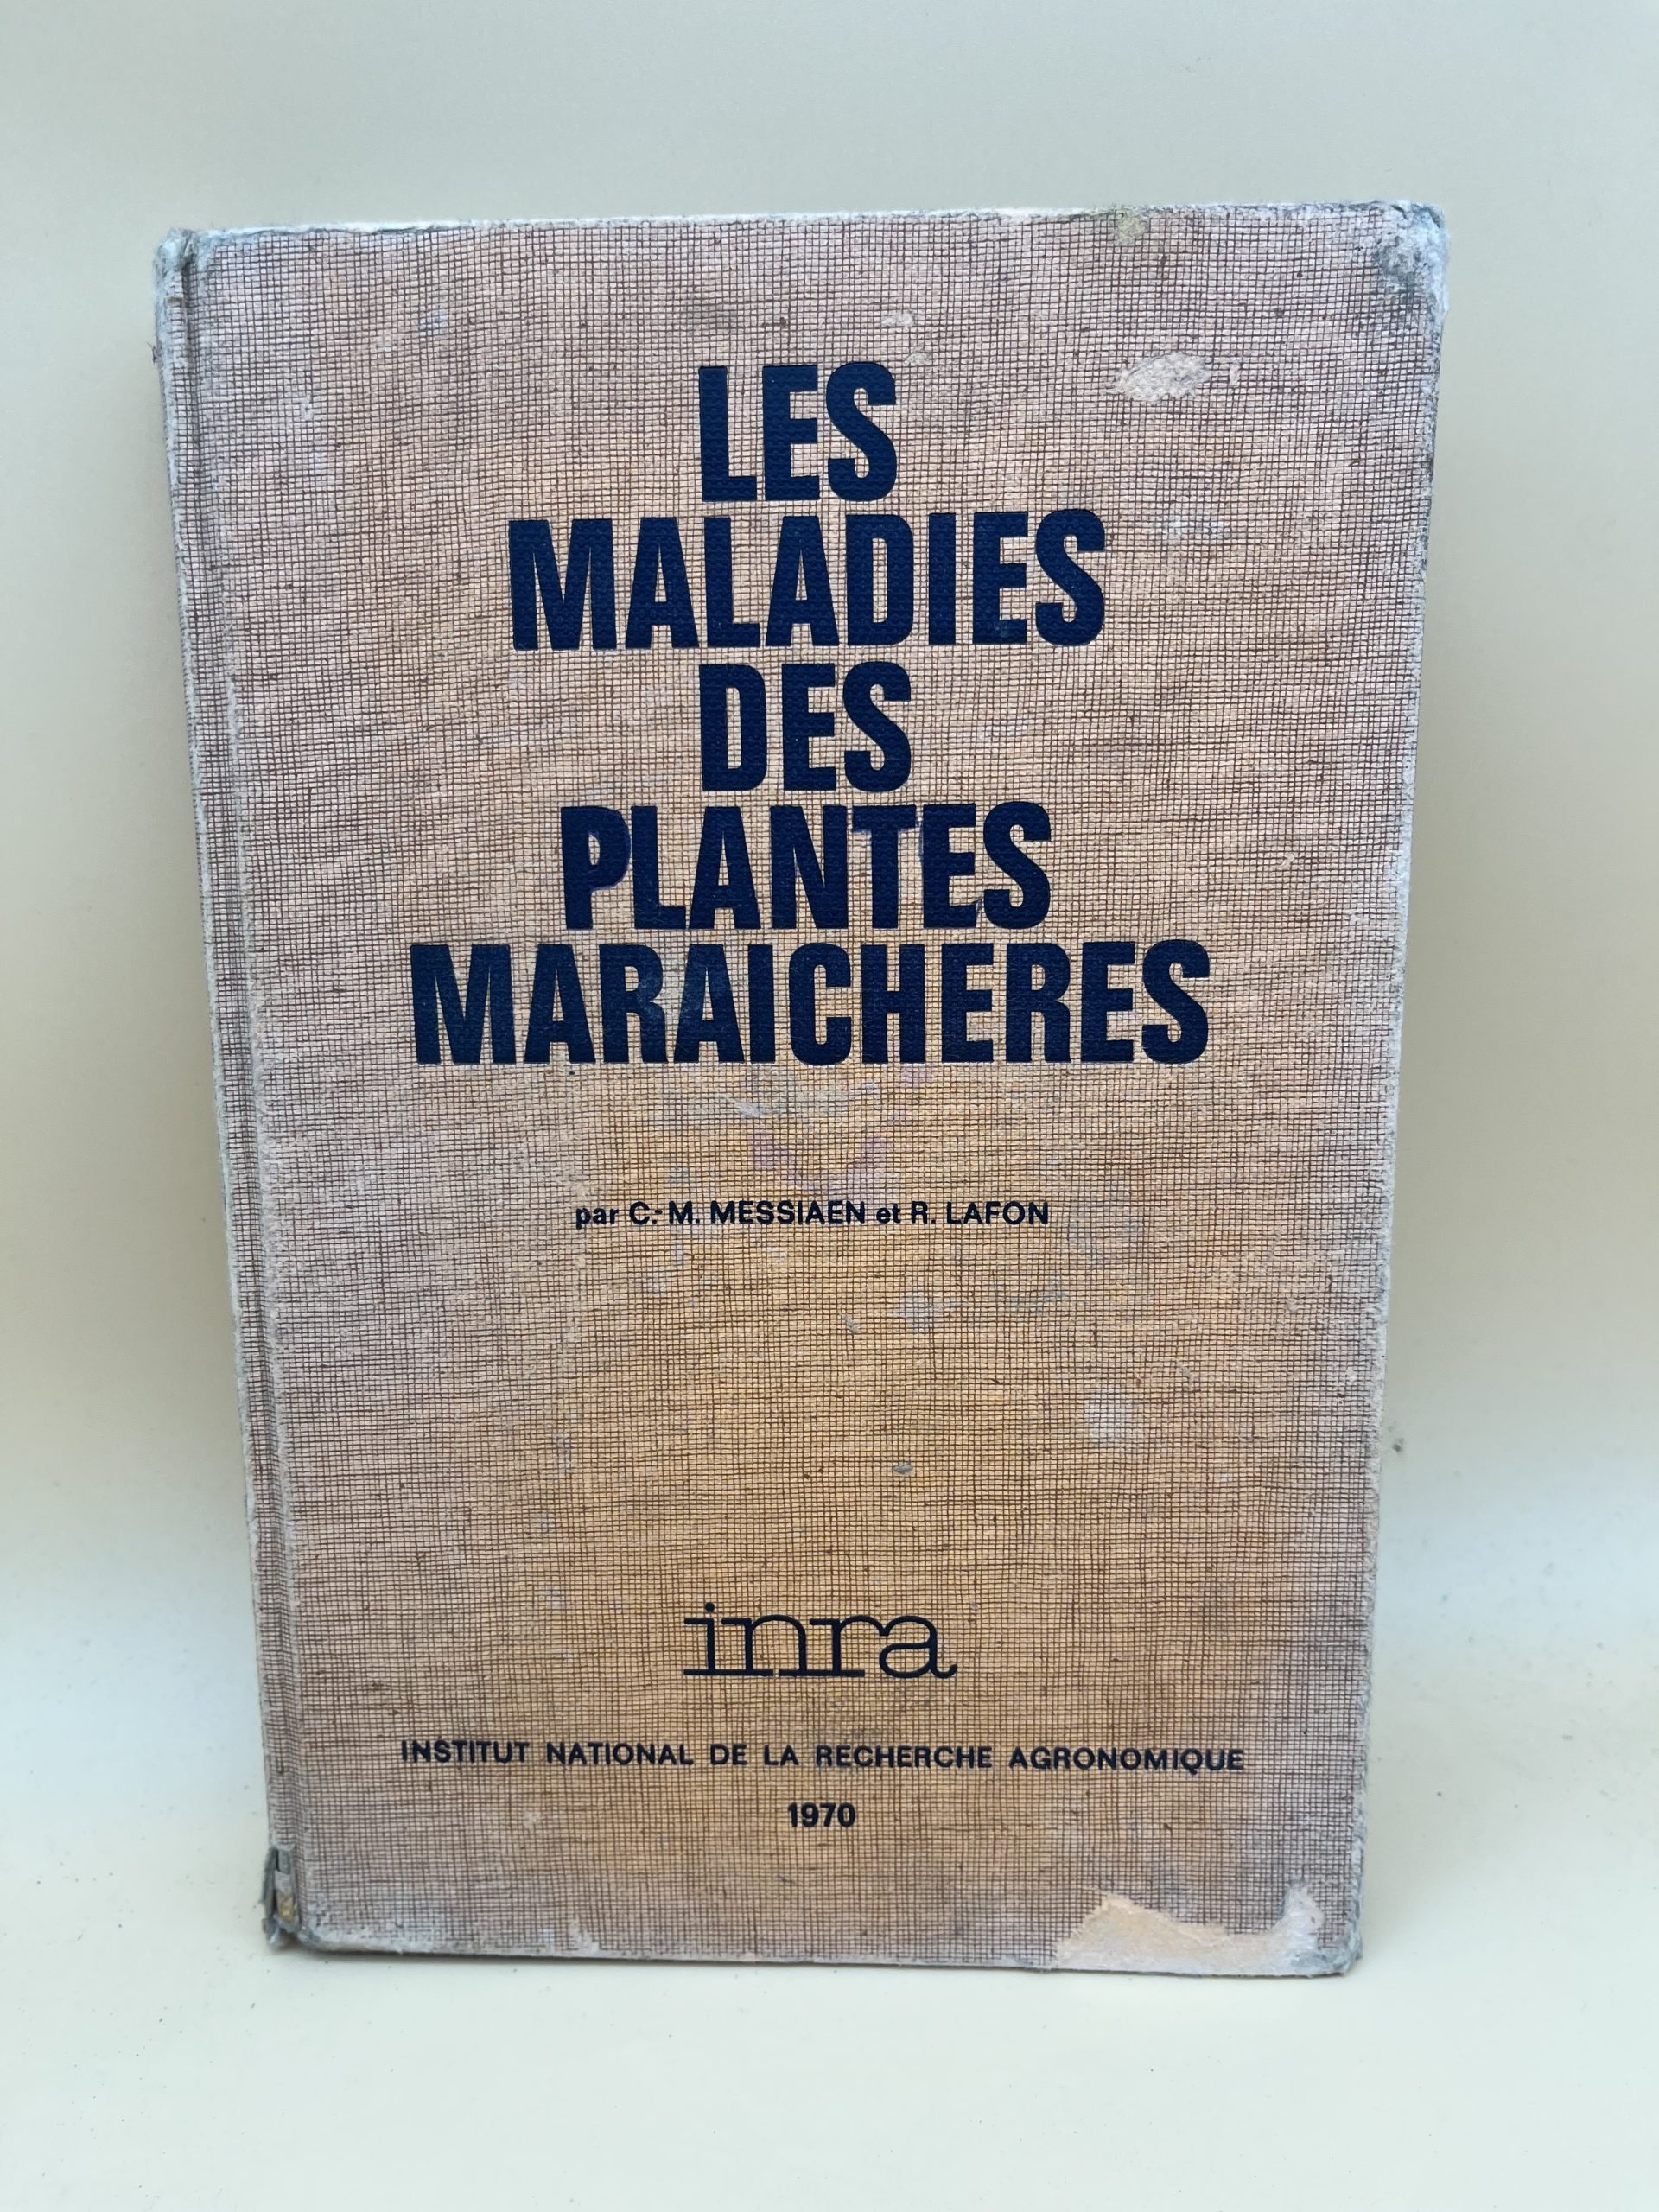 LES
MALADIES
DES
PLANTES
MARAICHERES
par C.-M. MESSIAEN et R. LAFON
inra
INSTITUT NATIONAL DE LA RECHERCHE AGRONOMIQUE
1970